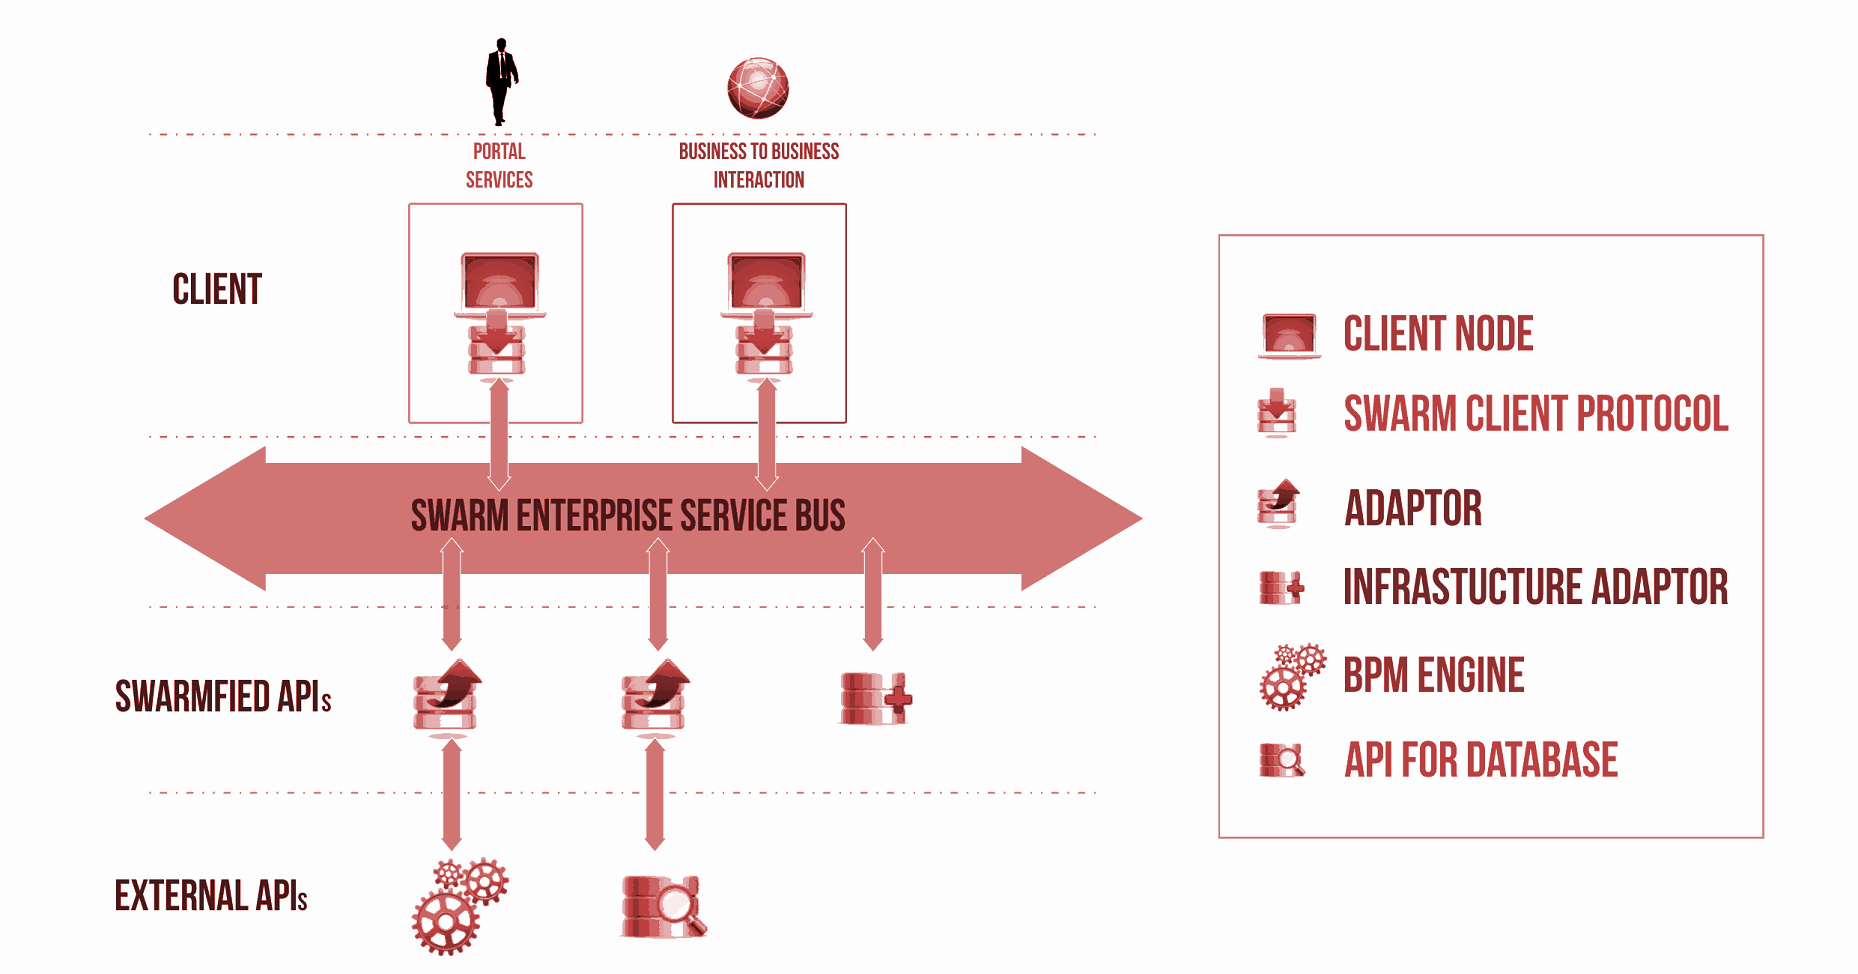 PORTAL
SERVICES
BUSINESS TO BUSINESS
INTERACTION
CLIENT
SWARM ENTERPRISE SERVICE BUS
SWARMFIED APIs
EXTERNAL APIs
CLIENT NODE
SWARM CLIENT PROTOCOL
ADAPTOR
INFRASTUCTURE ADAPTOR
BPM ENGINE
API FOR DATABASE